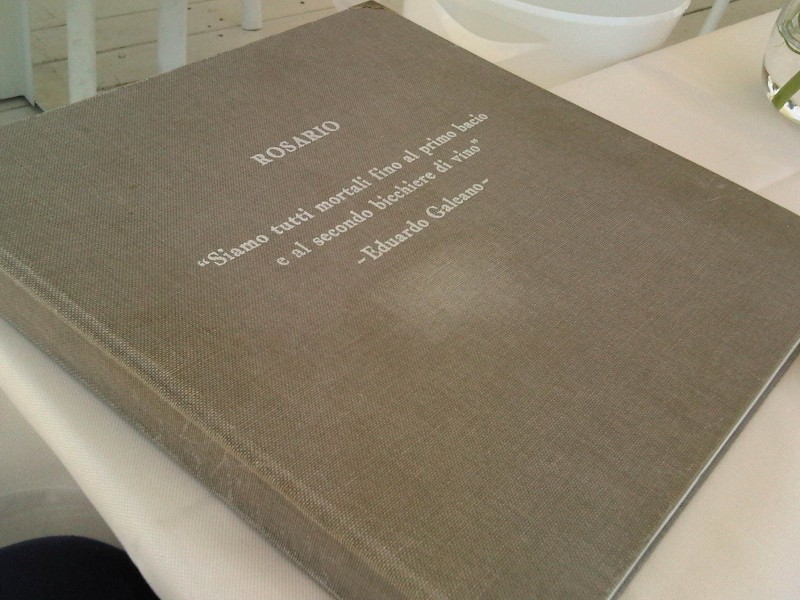 ROSARIO
“Siamo tutti mortali fino al primo bacio
e al secondo bicchiere di vino”
-Eduardo Galeano-